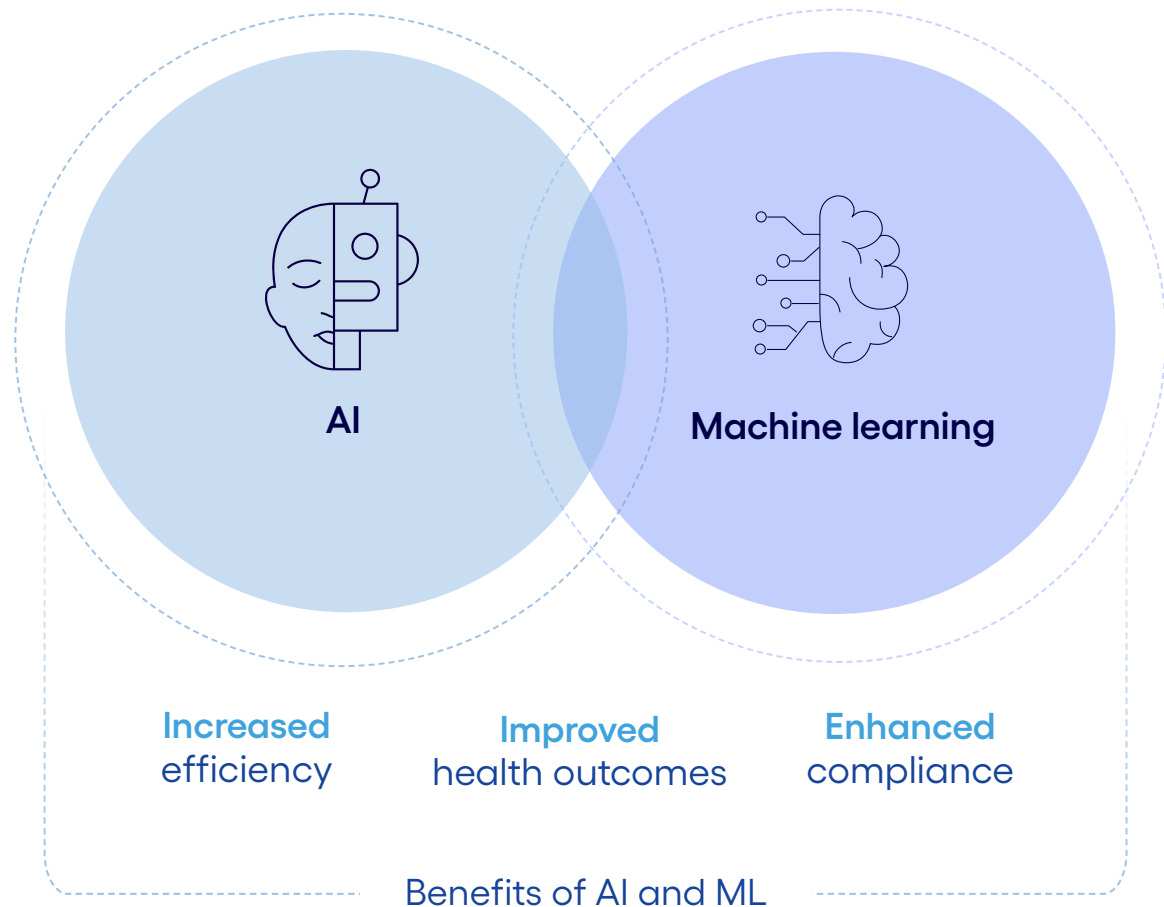 AI
Machine learning
Increased
efficiency
Improved
health outcomes
Enhanced
compliance
Benefits of AI and ML